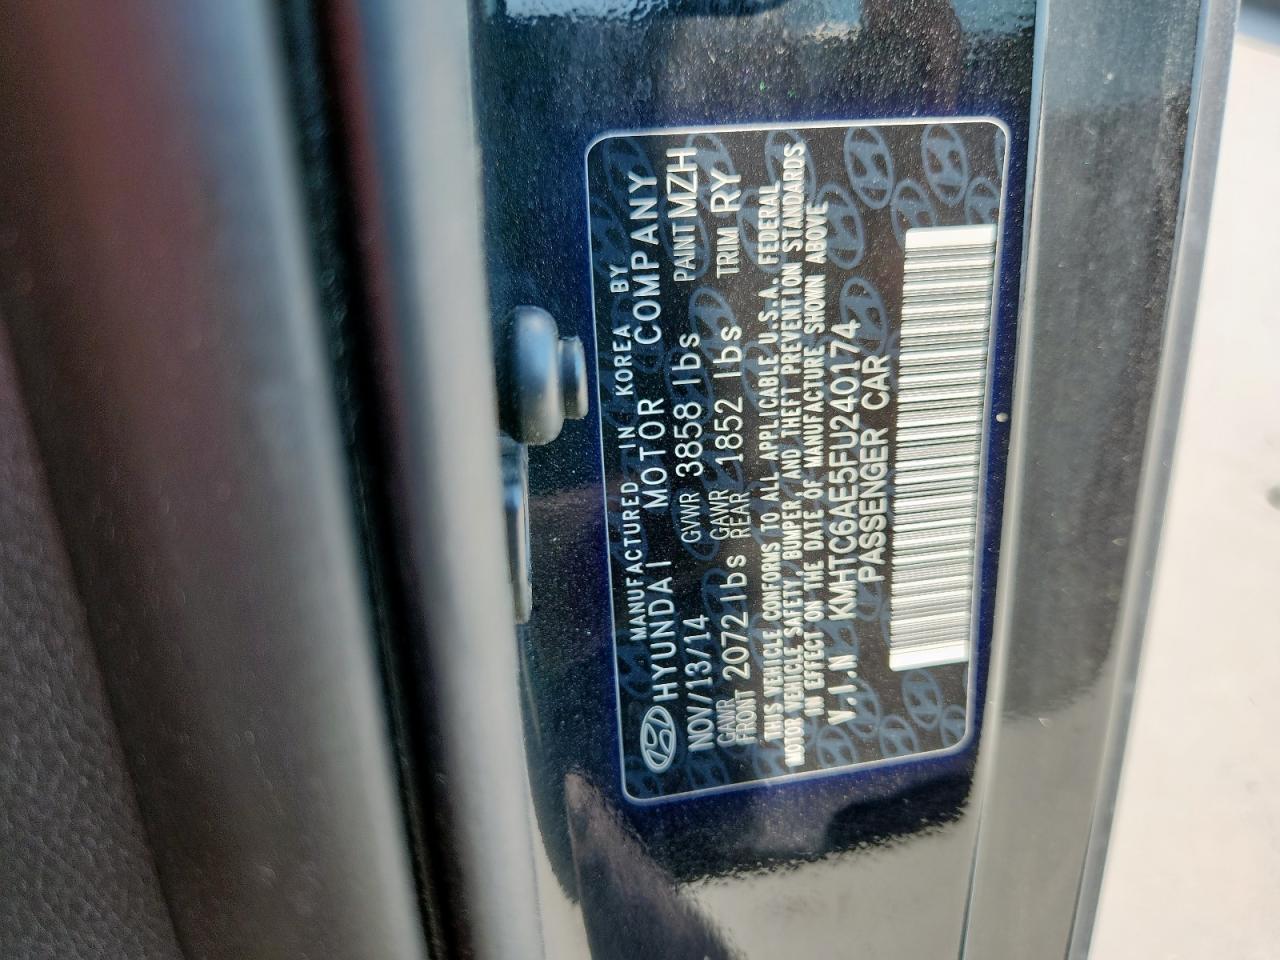 MANUFACTURED IN KOREA BY
HYUNDAI MOTOR COMPANY
NOV/13/14 GVWR 3858 lbs PAINT MZH
GAWR FRONT 2072 lbs GAWR REAR 1852 lbs TRIM RY
THIS VEHICLE CONFORMS TO ALL APPLICABLE U.S.A. FEDERAL
MOTOR VEHICLE SAFETY, BUMPER, AND THEFT PREVENTION STANDARDS
IN EFFECT ON THE DATE OF MANUFACTURE SHOWN ABOVE
V.I.N KMHTC6AE5FU240174
PASSENGER CAR